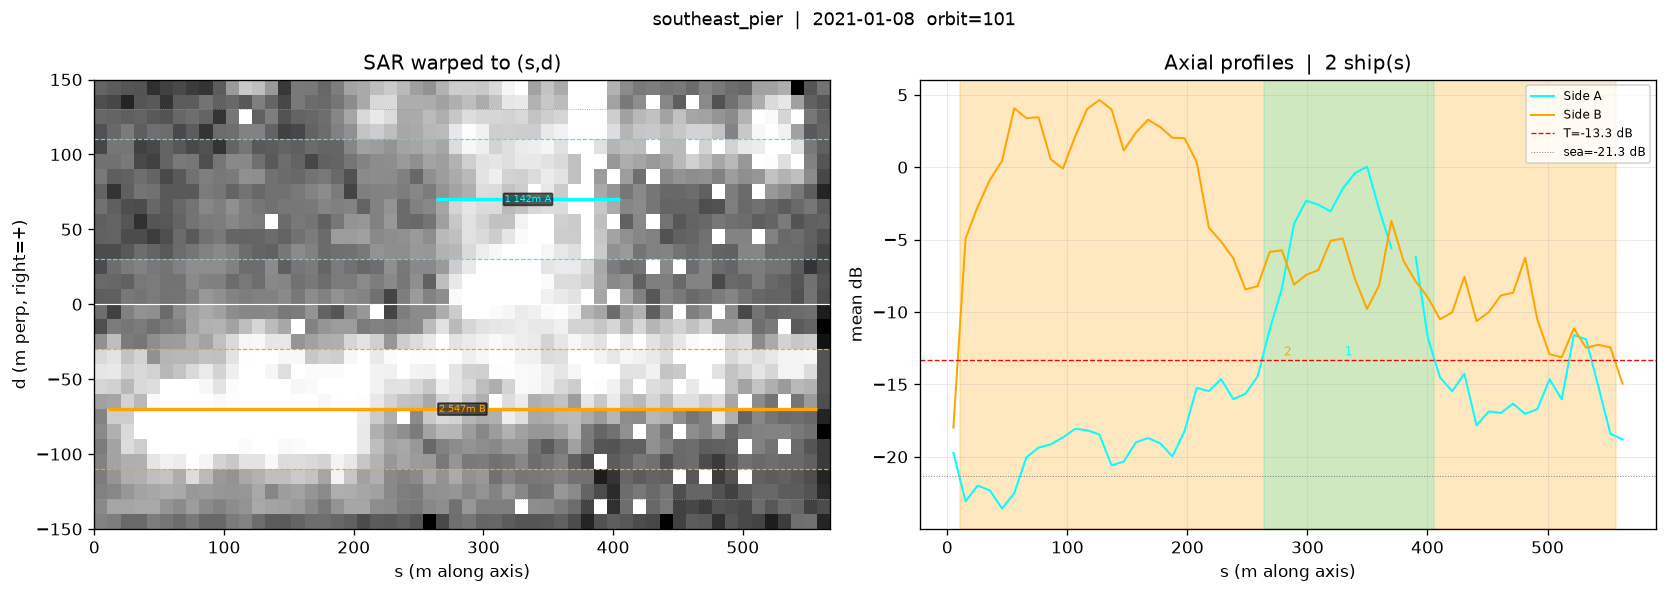 southeast_pier  |  2021-01-08  orbit=101
SAR warped to (s,d)
150
100
50
0
−50
−100
−150
d (m perp, right=+)
1 142m A
2 547m B
0
100
200
300
400
500
s (m along axis)
Axial profiles  |  2 ship(s)
5
0
−5
−10
−15
−20
mean dB
Side A
Side B
T=-13.3 dB
sea=-21.3 dB
2
1
0
100
200
300
400
500
s (m along axis)